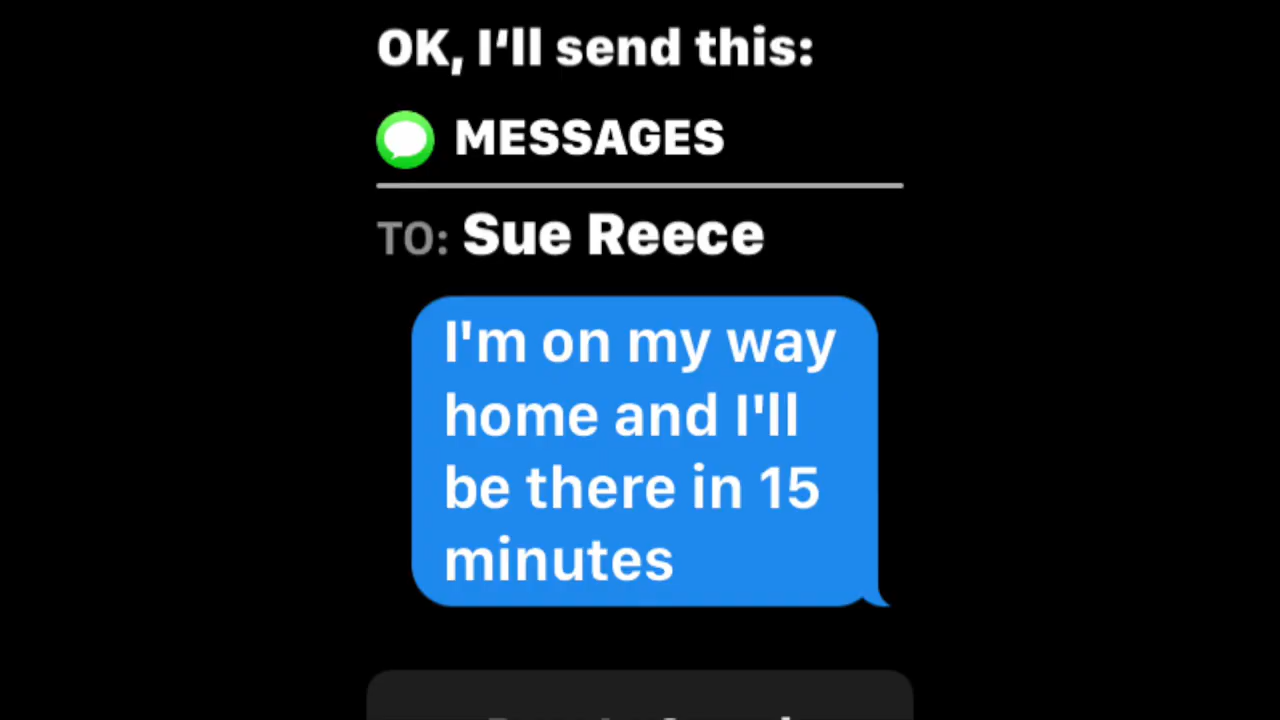 OK, I‘ll send this:
MESSAGES
TO: Sue Reece
I'm on my way
home and I'll
be there in 15
minutes